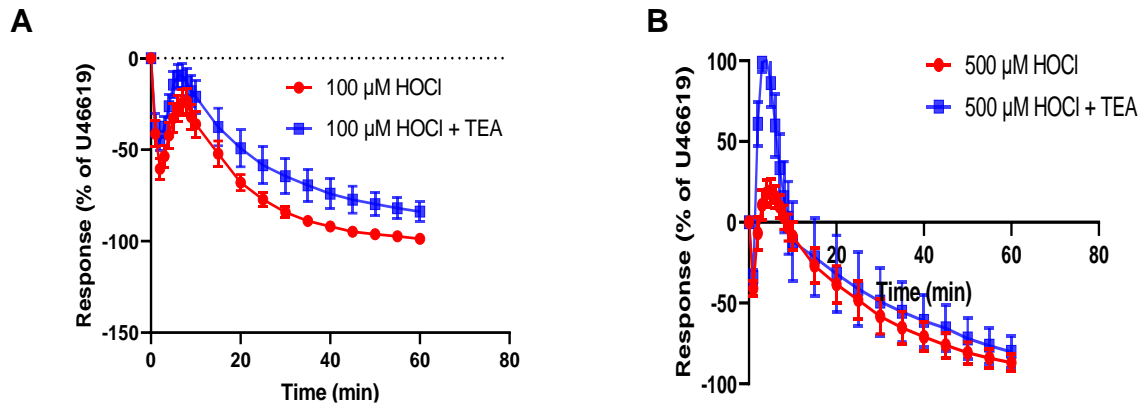 A
Response (% of U46619)
0
-50
-100
-150
100 µM HOCl
100 µM HOCl + TEA
0 20 40 60 80
Time (min)
B
Response (% of U46619)
100
50
0
-50
-100
500 µM HOCl
500 µM HOCl + TEA
20 40 60 80
Time (min)